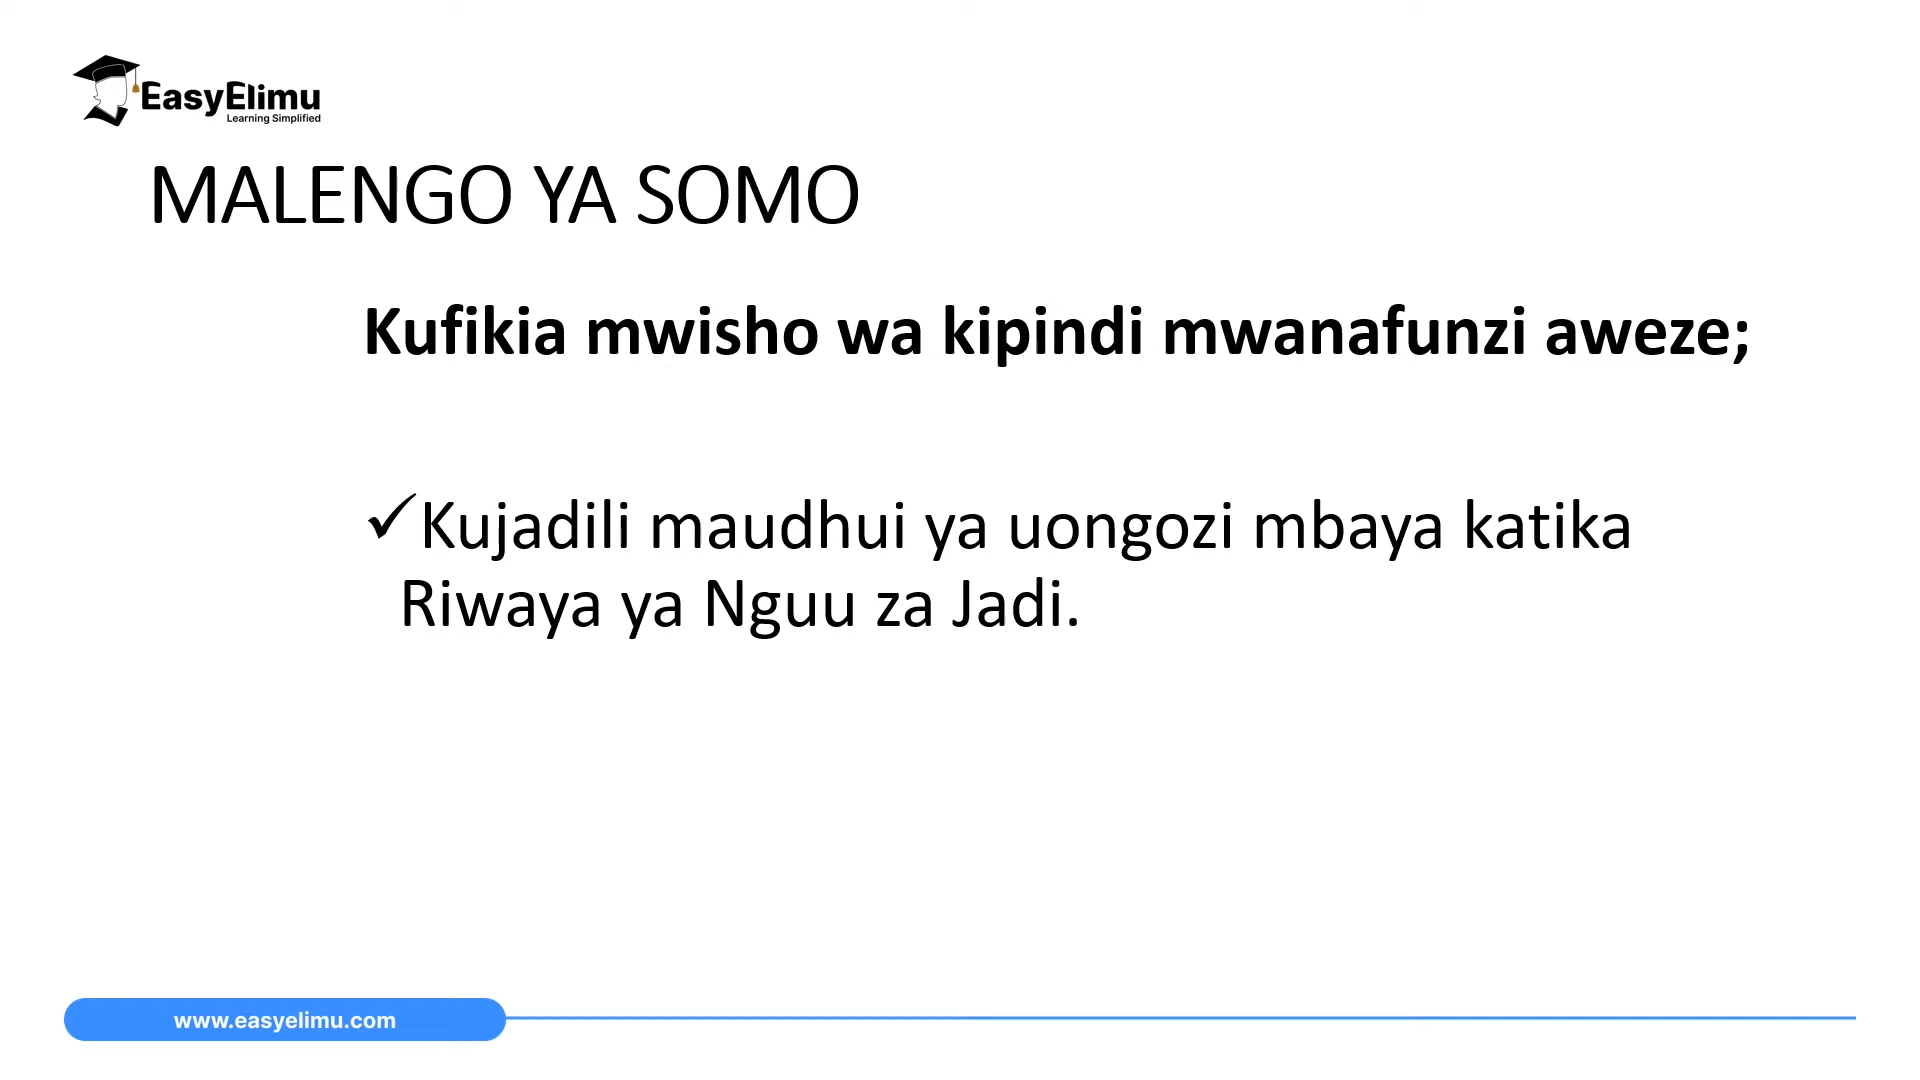 EasyElimu
Learning Simplified
MALENGO YA SOMO
Kufikia mwisho wa kipindi mwanafunzi aweze;
✓Kujadili maudhui ya uongozi mbaya katika
Riwaya ya Nguu za Jadi.
www.easyelimu.com